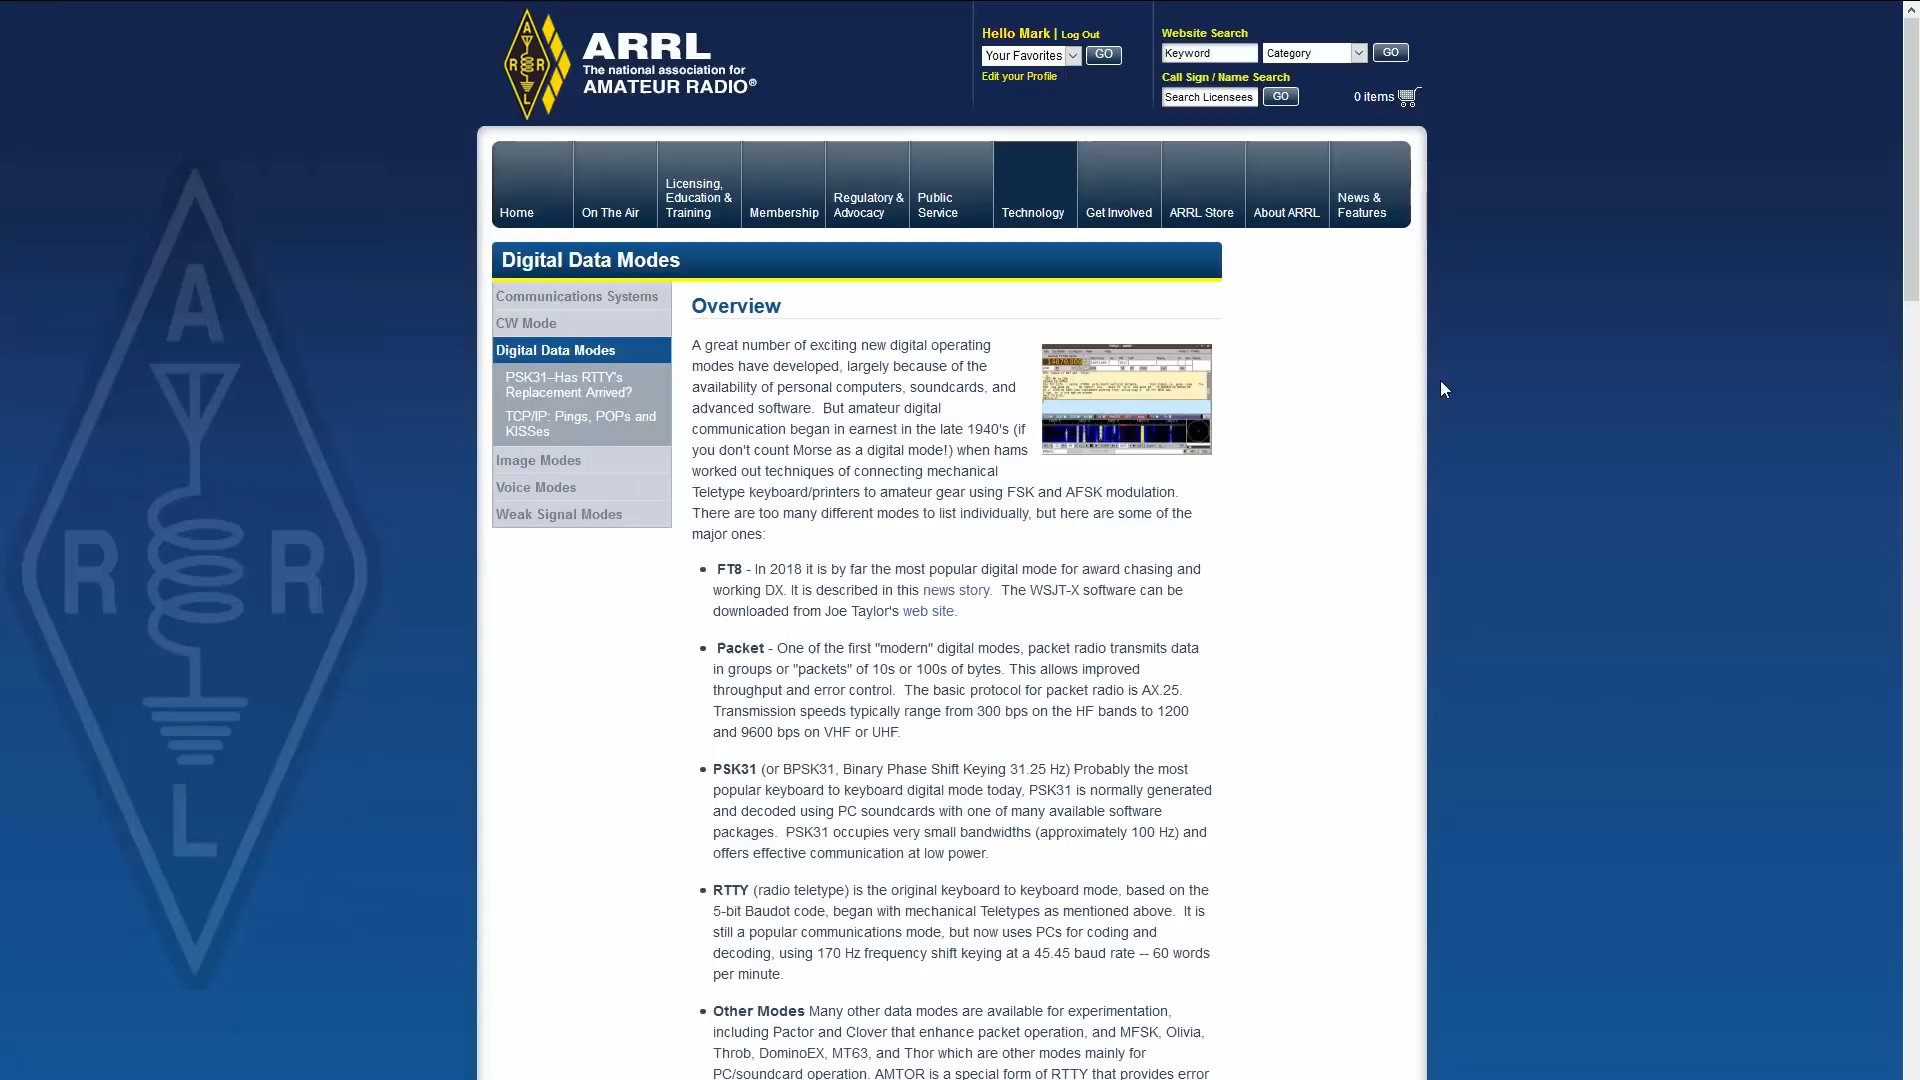 ARRL
The national association for
AMATEUR RADIO®
Hello Mark | Log Out
Your Favorites
GO
Edit your Profile
Website Search
Keyword
Category
GO
Call Sign / Name Search
Search Licensees
GO
0 items
Home
On The Air
Licensing,
Education &
Training
Membership
Regulatory &
Advocacy
Public
Service
Technology
Get Involved
ARRL Store
About ARRL
News &
Features
Digital Data Modes
Communications Systems
CW Mode
Digital Data Modes
PSK31–Has RTTY's
Replacement Arrived?
TCP/IP: Pings, POPs and
KISSes
Image Modes
Voice Modes
Weak Signal Modes
Overview
A great number of exciting new digital operating
modes have developed, largely because of the
availability of personal computers, soundcards, and
advanced software.  But amateur digital
communication began in earnest in the late 1940's (if
you don't count Morse as a digital mode!) when hams
worked out techniques of connecting mechanical
Teletype keyboard/printers to amateur gear using FSK and AFSK modulation.
There are too many different modes to list individually, but here are some of the
major ones:
• FT8 - In 2018 it is by far the most popular digital mode for award chasing and
working DX. It is described in this news story.  The WSJT-X software can be
downloaded from Joe Taylor's web site.
• Packet - One of the first "modern" digital modes, packet radio transmits data
in groups or "packets" of 10s or 100s of bytes. This allows improved
throughput and error control.  The basic protocol for packet radio is AX.25.
Transmission speeds typically range from 300 bps on the HF bands to 1200
and 9600 bps on VHF or UHF.
• PSK31 (or BPSK31, Binary Phase Shift Keying 31.25 Hz) Probably the most
popular keyboard to keyboard digital mode today, PSK31 is normally generated
and decoded using PC soundcards with one of many available software
packages.  PSK31 occupies very small bandwidths (approximately 100 Hz) and
offers effective communication at low power.
• RTTY (radio teletype) is the original keyboard to keyboard mode, based on the
5-bit Baudot code, began with mechanical Teletypes as mentioned above.  It is
still a popular communications mode, but now uses PCs for coding and
decoding, using 170 Hz frequency shift keying at a 45.45 baud rate -- 60 words
per minute.
• Other Modes Many other data modes are available for experimentation,
including Pactor and Clover that enhance packet operation, and MFSK, Olivia,
Throb, DominoEX, MT63, and Thor which are other modes mainly for
PC/soundcard operation. AMTOR is a special form of RTTY that provides error
A
R R
L